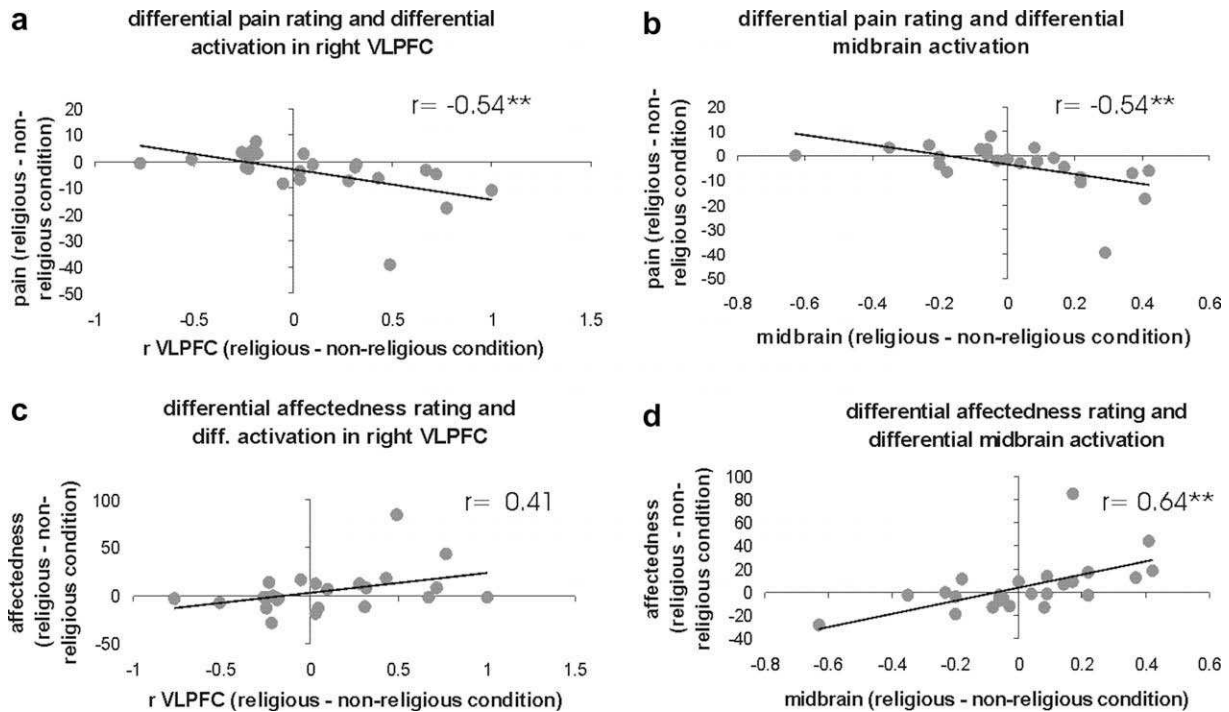 a
differential pain rating and differential
activation in right VLPFC
r= -0.54**
pain (religious - non-
religious condition)
20
10
0
-10
-20
-30
-40
-50
-1
-0.5
0
0.5
1
1.5
r VLPFC (religious - non-religious condition)
b
differential pain rating and differential
midbrain activation
r= -0.54**
pain (religious - non-
religious condition)
20
10
0
-10
-20
-30
-40
-50
-0.8
-0.6
-0.4
-0.2
0
0.2
0.4
0.6
midbrain (religious - non-religious condition)
c
differential affectedness rating and
diff. activation in right VLPFC
r= 0.41
affectedness
(religious - non-
religious condition)
100
50
0
-50
-1
-0.5
0
0.5
1
1.5
r VLPFC (religious - non-religious condition)
d
differential affectedness rating and
differential midbrain activation
r= 0.64**
affectedness
(religious - non-
religious condition)
100
80
60
40
20
0
-20
-40
-0.8
-0.6
-0.4
-0.2
0
0.2
0.4
0.6
midbrain (religious - non-religious condition)